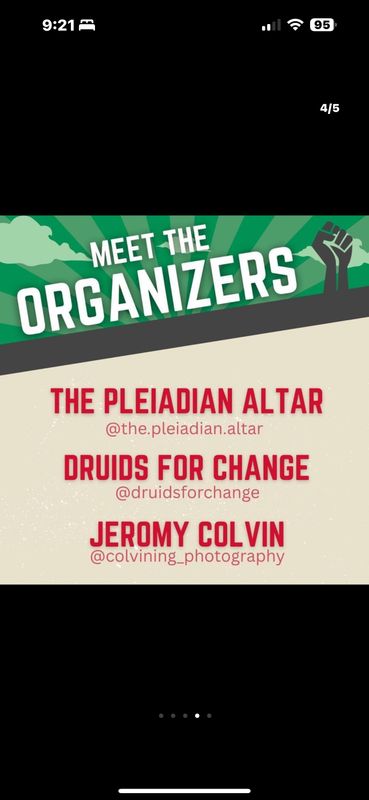 9:21
95
4/5
MEET THE
ORGANIZERS
THE PLEIADIAN ALTAR
@the.pleiadian.altar
DRUIDS FOR CHANGE
@druidsforchange
JEROMY COLVIN
@colvining_photography